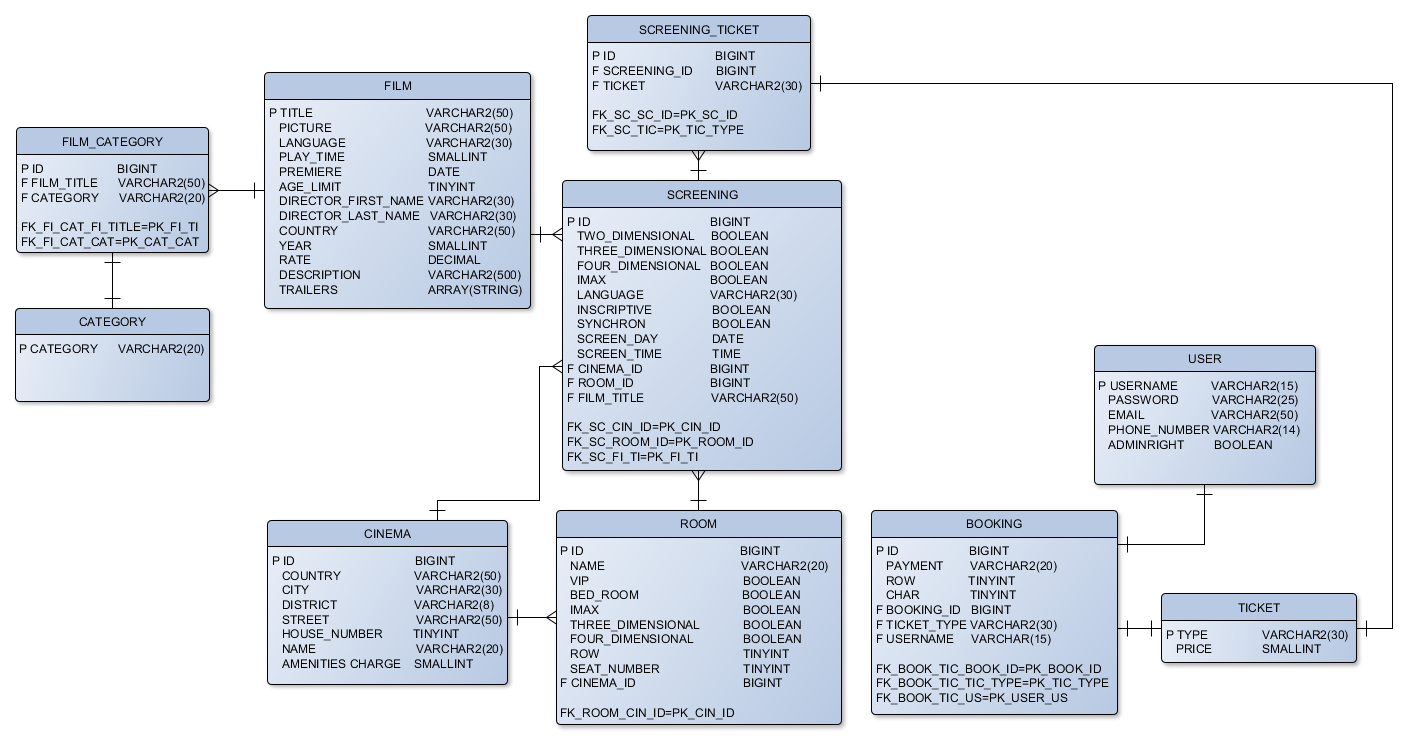 SCREENING_TICKET
P ID BIGINT
F SCREENING_ID BIGINT
F TICKET VARCHAR2(30)
FK_SC_SC_ID=PK_SC_ID
FK_SC_TIC=PK_TIC_TYPE
FILM
P TITLE VARCHAR2(50)
PICTURE VARCHAR2(50)
LANGUAGE VARCHAR2(30)
PLAY_TIME SMALLINT
PREMIERE DATE
AGE_LIMIT TINYINT
DIRECTOR_FIRST_NAME VARCHAR2(30)
DIRECTOR_LAST_NAME VARCHAR2(30)
COUNTRY VARCHAR2(50)
YEAR SMALLINT
RATE DECIMAL
DESCRIPTION VARCHAR2(500)
TRAILERS ARRAY(STRING)
FILM_CATEGORY
P ID BIGINT
F FILM_TITLE VARCHAR2(50)
F CATEGORY VARCHAR2(20)
FK_FI_CAT_FI_TITLE=PK_FI_TI
FK_FI_CAT_CAT=PK_CAT_CAT
CATEGORY
P CATEGORY VARCHAR2(20)
SCREENING
P ID BIGINT
TWO_DIMENSIONAL BOOLEAN
THREE_DIMENSIONAL BOOLEAN
FOUR_DIMENSIONAL BOOLEAN
IMAX BOOLEAN
LANGUAGE VARCHAR2(30)
INSCRIPTIVE BOOLEAN
SYNCHRON BOOLEAN
SCREEN_DAY DATE
SCREEN_TIME TIME
F CINEMA_ID BIGINT
F ROOM_ID BIGINT
F FILM_TITLE VARCHAR2(50)
FK_SC_CIN_ID=PK_CIN_ID
FK_SC_ROOM_ID=PK_ROOM_ID
FK_SC_FI_TI=PK_FI_TI
USER
P USERNAME VARCHAR2(15)
PASSWORD VARCHAR2(25)
EMAIL VARCHAR2(50)
PHONE_NUMBER VARCHAR2(14)
ADMINRIGHT BOOLEAN
CINEMA
P ID BIGINT
COUNTRY VARCHAR2(50)
CITY VARCHAR2(30)
DISTRICT VARCHAR2(8)
STREET VARCHAR2(50)
HOUSE_NUMBER TINYINT
NAME VARCHAR2(20)
AMENITIES CHARGE SMALLINT
ROOM
P ID BIGINT
NAME VARCHAR2(20)
VIP BOOLEAN
BED_ROOM BOOLEAN
IMAX BOOLEAN
THREE_DIMENSIONAL BOOLEAN
FOUR_DIMENSIONAL BOOLEAN
ROW TINYINT
SEAT_NUMBER TINYINT
F CINEMA_ID BIGINT
FK_ROOM_CIN_ID=PK_CIN_ID
BOOKING
P ID BIGINT
PAYMENT VARCHAR2(20)
ROW TINYINT
CHAR TINYINT
F BOOKING_ID BIGINT
F TICKET_TYPE VARCHAR2(30)
F USERNAME VARCHAR(15)
FK_BOOK_TIC_BOOK_ID=PK_BOOK_ID
FK_BOOK_TIC_TIC_TYPE=PK_TIC_TYPE
FK_BOOK_TIC_US=PK_USER_US
TICKET
P TYPE VARCHAR2(30)
PRICE SMALLINT